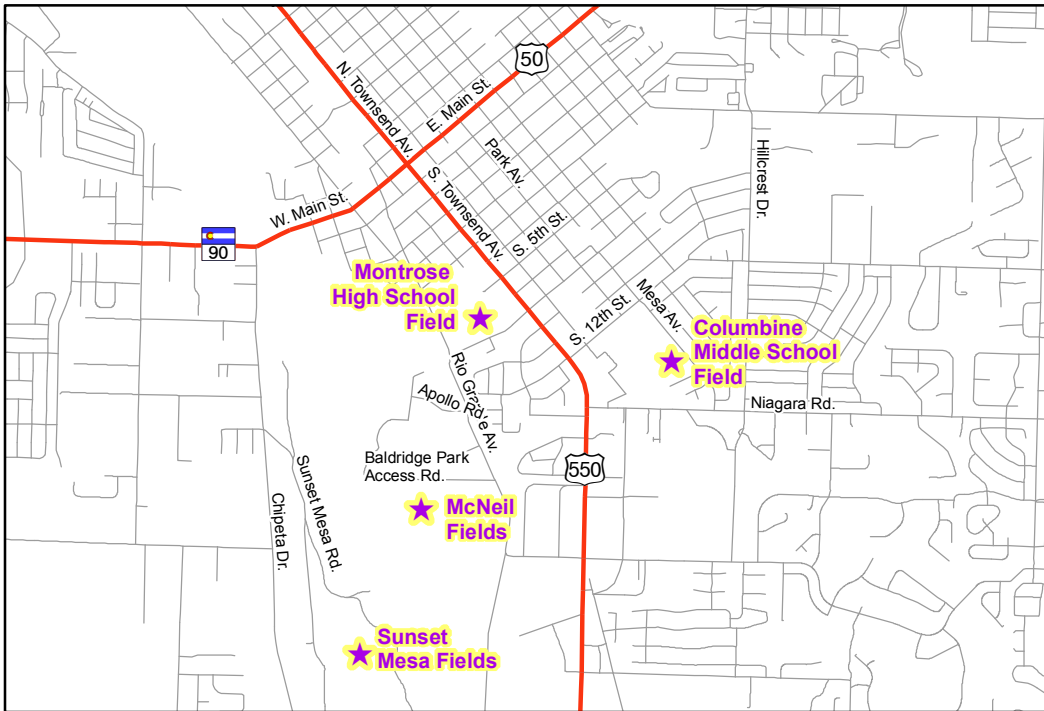 50
N. Townsend Av.
E. Main St.
Park Av.
Hillcrest Dr.
S. Townsend Av.
W. Main St.
S. 5th St.
90
Montrose
High School
Field
Mesa Av.
S. 12th St.
Columbine
Middle School
Field
Rio Grande Av.
Apollo Rd.
Niagara Rd.
Baldridge Park
Access Rd.
550
Sunset Mesa Rd.
Chipeta Dr.
McNeil
Fields
Sunset
Mesa Fields